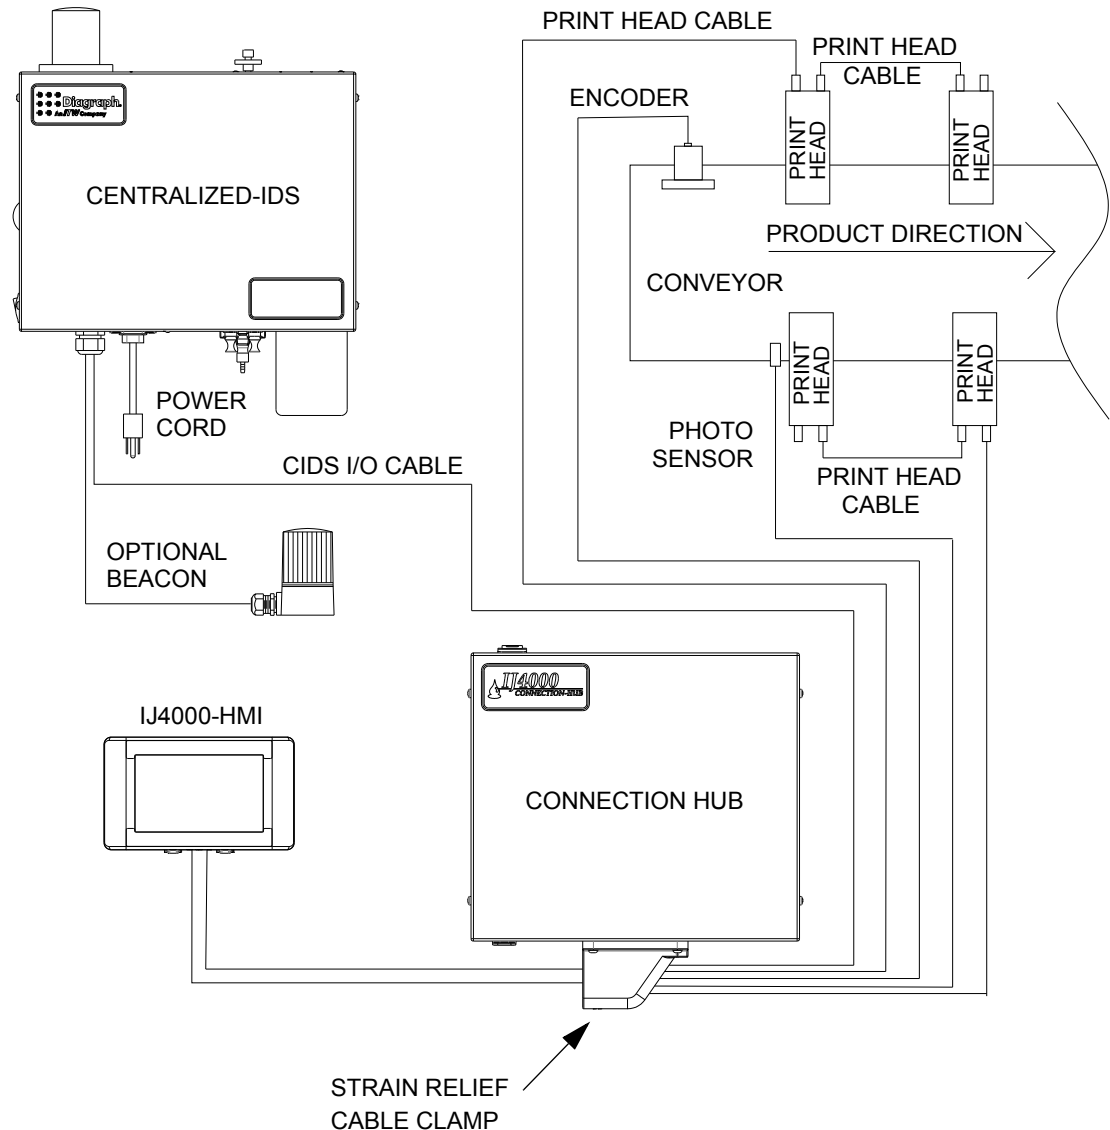 PRINT HEAD CABLE
PRINT HEAD
CABLE
ENCODER
PRINT
HEAD
PRINT
HEAD
Diagraph
An ITW Company
CENTRALIZED-IDS
PRODUCT DIRECTION
CONVEYOR
PRINT
HEAD
PRINT
HEAD
POWER
CORD
PHOTO
SENSOR
CIDS I/O CABLE
PRINT HEAD
CABLE
OPTIONAL
BEACON
IJ4000
CONNECTION-HUB
IJ4000-HMI
CONNECTION HUB
STRAIN RELIEF
CABLE CLAMP